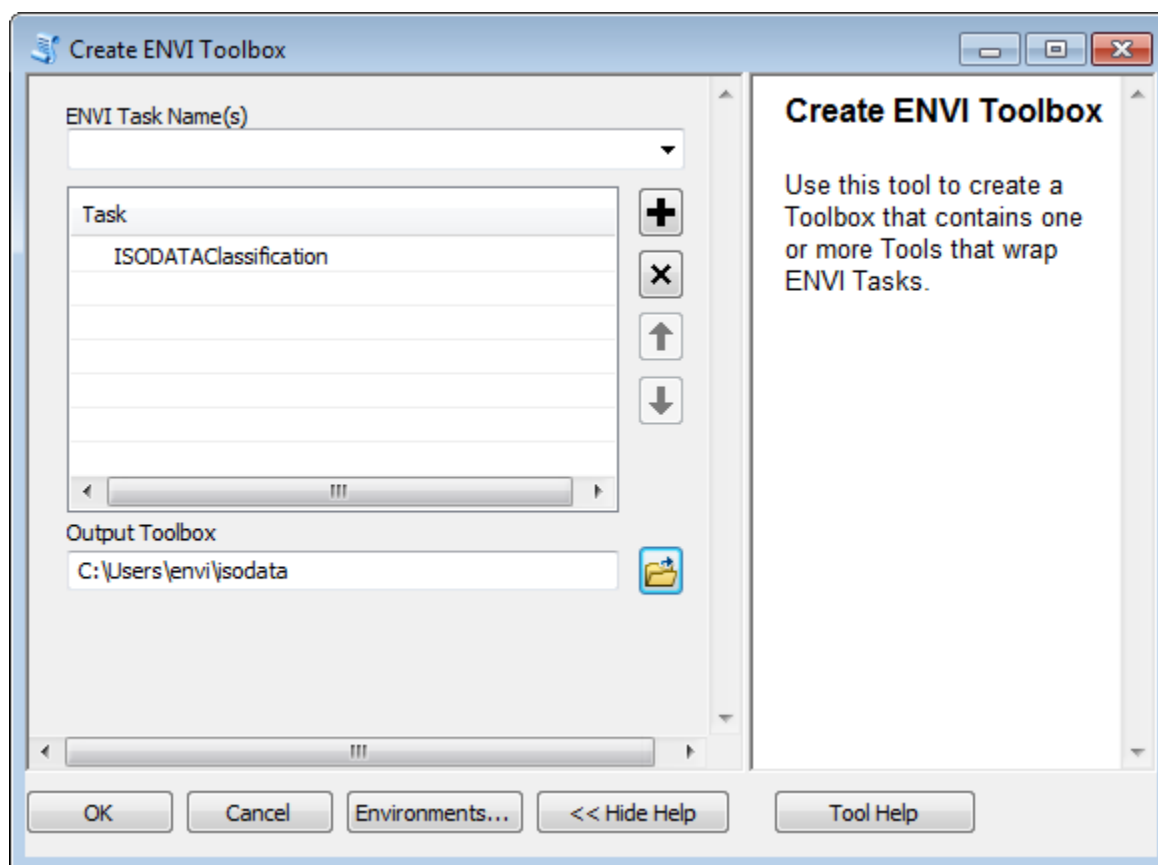 Create ENVI Toolbox
ENVI Task Name(s)
Task
ISODATAClassification
Output Toolbox
C:\Users\envi\isodata
Create ENVI Toolbox
Use this tool to create a
Toolbox that contains one
or more Tools that wrap
ENVI Tasks.
OK
Cancel
Environments...
<< Hide Help
Tool Help